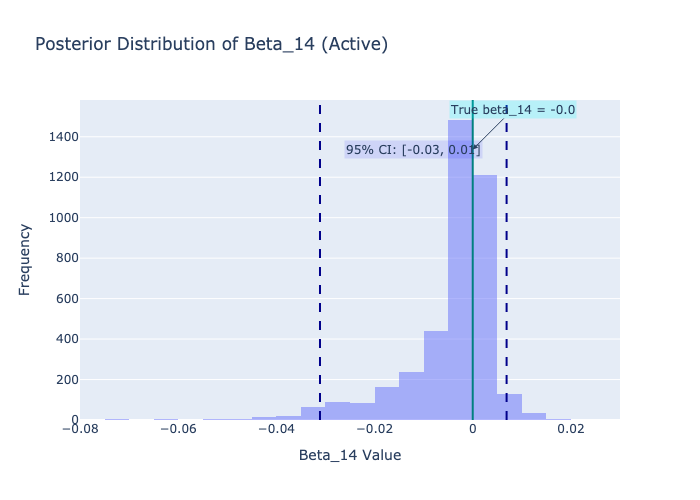 Posterior Distribution of Beta_14 (Active)
True beta_14 = -0.0
95% CI: [-0.03, 0.01]
1400
1200
1000
800
600
400
200
0
Frequency
−0.08
−0.06
−0.04
−0.02
0
0.02
Beta_14 Value